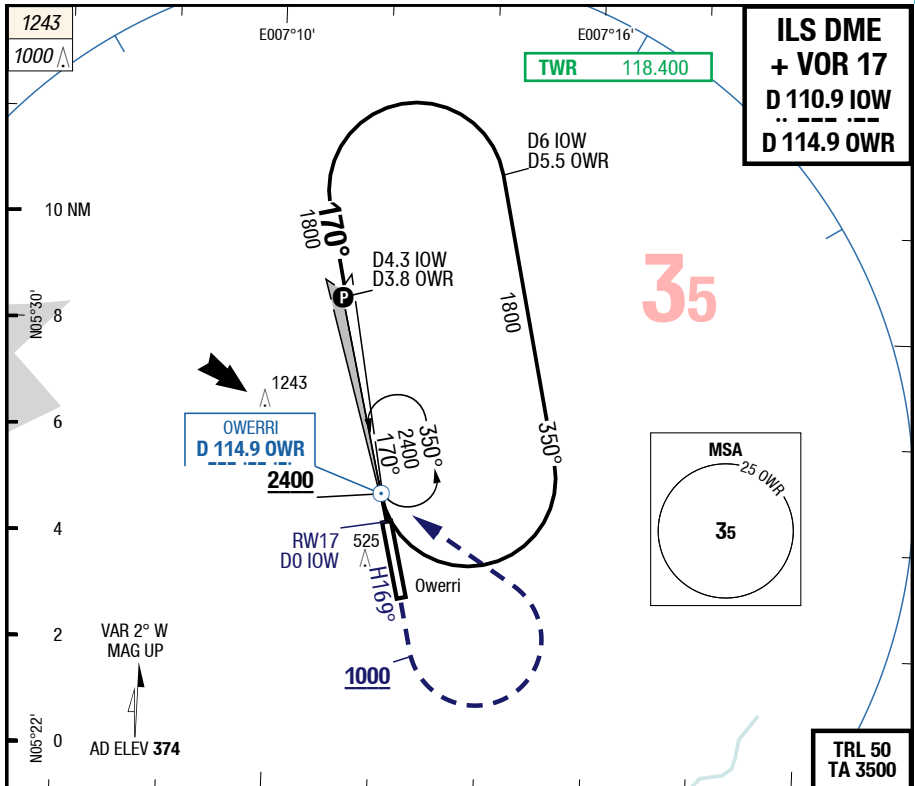 1243
1000
E007°10'
E007°16'
TWR 118.400
ILS DME
+ VOR 17
D 110.9 IOW
D 114.9 OWR
D6 IOW
D5.5 OWR
10 NM
170°
1800
D4.3 IOW
D3.8 OWR
35
N05°30'
8
P
1800
1243
6
OWERRI
D 114.9 OWR
2400
170°
2400
350°
350°
MSA
25 OWR
35
4
RW17
D0 IOW
525
H169°
Owerri
VAR 2° W
MAG UP
2
1000
N05°22'
0
AD ELEV 374
TRL 50
TA 3500